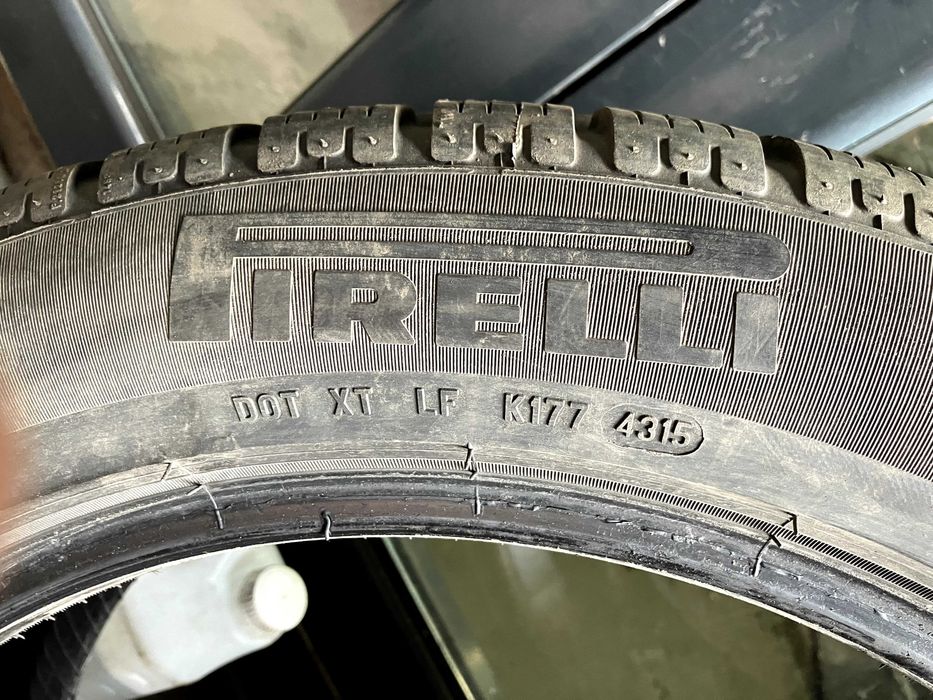 PIRELLI
DOT XT LF K177 4315